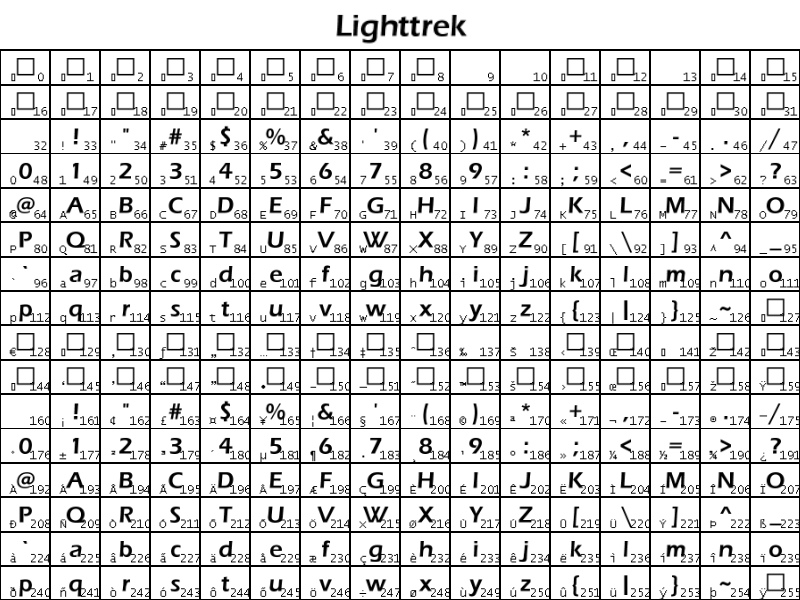 Lighttrek
0 1 2 3 4 5 6 7 8 9 10 11 12 13 14 15
16 17 18 19 20 21 22 23 24 25 26 27 28 29 30 31
32 ! ! 33 " " 34 # # 35 $ $ 36 % % 37 & & 38 ' ' 39 ( ( 40 ) ) 41 * * 42 + + 43 , , 44 - - 45 . . 46 / / 47
0 0 48 1 1 49 2 2 50 3 3 51 4 4 52 5 5 53 6 6 54 7 7 55 8 8 56 9 9 57 : : 58 ; ; 59 < < 60 = = 61 > > 62 ? ? 63
@ @ 64 A A 65 B B 66 C C 67 D D 68 E E 69 F F 70 G G 71 H H 72 I I 73 J J 74 K K 75 L L 76 M M 77 N N 78 O O 79
P P 80 Q Q 81 R R 82 S S 83 T T 84 U U 85 V V 86 W W 87 X X 88 Y Y 89 Z Z 90 [ [ 91 \ \ 92 ] ] 93 ^ ^ 94 _ _ 95
` ` 96 a a 97 b b 98 c c 99 d d 100 e e 101 f f 102 g g 103 h h 104 i i 105 j j 106 k k 107 l l 108 m m 109 n n 110 o o 111
p p 112 q q 113 r r 114 s s 115 t t 116 u u 117 v v 118 w w 119 x x 120 y y 121 z z 122 { { 123 | | 124 } } 125 ~ ~ 126 127
€ 128 129 ‚ 130 ƒ 131 „ 132 … 133 † 134 ‡ 135 ˆ 136 ‰ 137 Š 138 ‹ 139 Œ 140 141 Ž 142 143
144 ‘ 145 ’ 146 “ 147 ” 148 • 149 – 150 — 151 ˜ 152 ™ 153 š 154 › 155 œ 156 157 ž 158 Ÿ 159
160 ¡ ! 161 ¢ " 162 £ # 163 ¤ $ 164 ¥ % 165 ¦ & 166 § ' 167 ¨ ( 168 © ) 169 ª * 170 « + 171 ¬ , 172 - 173 ® . 174 ¯ / 175
° 0 176 ± 1 177 ² 2 178 ³ 3 179 ´ 4 180 µ 5 181 ¶ 6 182 · 7 183 ¸ 8 184 ¹ 9 185 º : 186 » ; 187 ¼ < 188 ½ = 189 ¾ > 190 ¿ ? 191
À @ 192 Á A 193 Â B 194 Ã C 195 Ä D 196 Å E 197 Æ F 198 Ç G 199 È H 200 É I 201 Ê J 202 Ë K 203 Ì L 204 Í M 205 Î N 206 Ï O 207
Ð P 208 Ñ Q 209 Ò R 210 Ó S 211 Ô T 212 Õ U 213 Ö V 214 × W 215 Ø X 216 Ù Y 217 Ú Z 218 Û [ 219 Ü \ 220 Ý ] 221 Þ ^ 222 ß _ 223
à ` 224 á a 225 â b 226 ã c 227 ä d 228 å e 229 æ f 230 ç g 231 è h 232 é i 233 ê j 234 ë k 235 ì l 236 í m 237 î n 238 ï o 239
ð p 240 ñ q 241 ò r 242 ó s 243 ô t 244 õ u 245 ö v 246 ÷ w 247 ø x 248 ù y 249 ú z 250 û { 251 ü | 252 ý } 253 þ ~ 254 ÿ 255